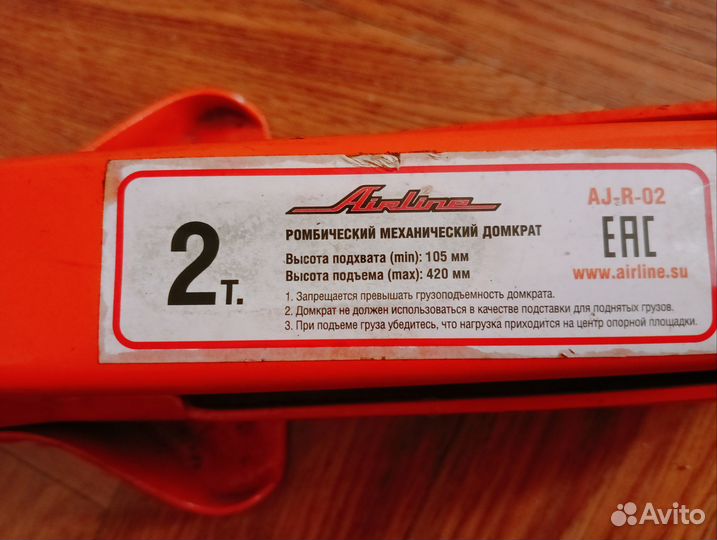 Airline
AJ-R-02
2 т.
РОМБИЧЕСКИЙ МЕХАНИЧЕСКИЙ ДОМКРАТ
EAC
Высота подхвата (min): 105 мм
Высота подъема (max): 420 мм
www.airline.su
1. Запрещается превышать грузоподъемность домкрата.
2. Домкрат не должен использоваться в качестве подставки для поднятых грузов.
3. При подъеме груза убедитесь, что нагрузка приходится на центр опорной площадки.
Avito